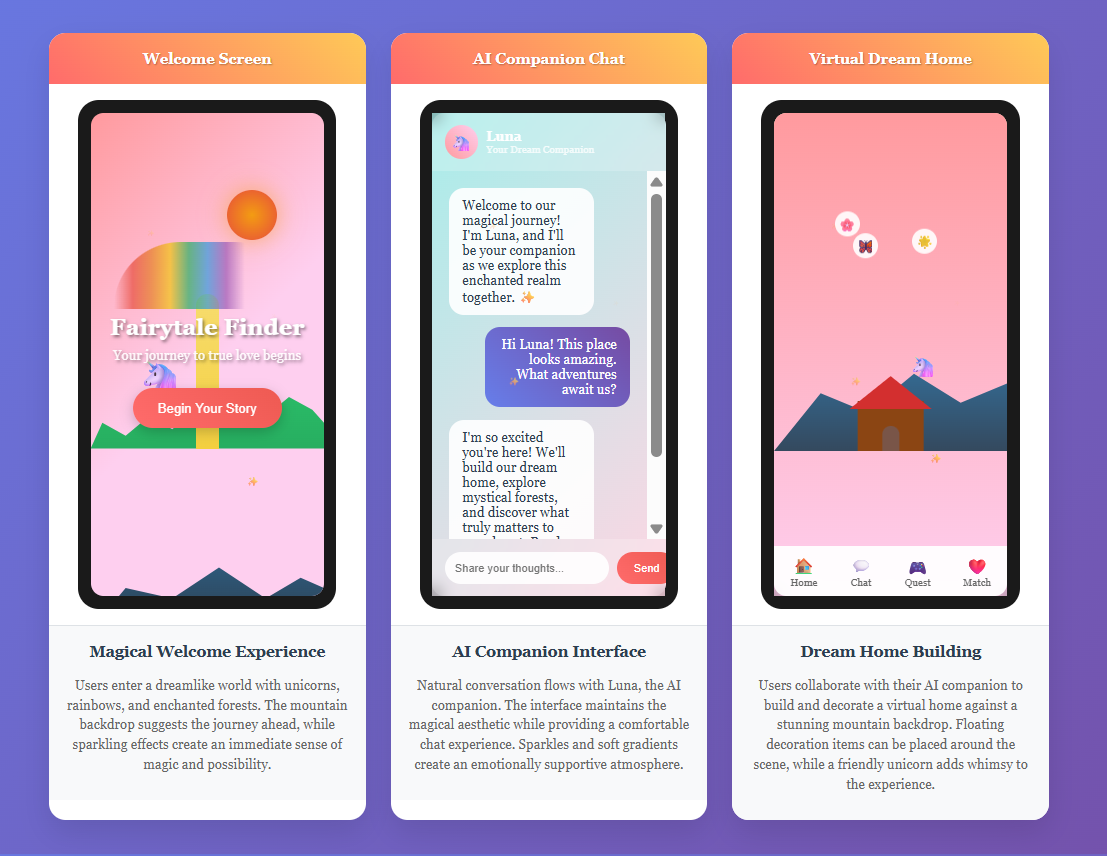 Welcome Screen
Fairytale Finder
Your journey to true love begins
Begin Your Story
Magical Welcome Experience
Users enter a dreamlike world with unicorns,
rainbows, and enchanted forests. The mountain
backdrop suggests the journey ahead, while
sparkling effects create an immediate sense of
magic and possibility.
AI Companion Chat
Luna
Your Dream Companion
Welcome to our
magical journey!
I'm Luna, and I'll
be your companion
as we explore this
enchanted realm
together. ✨
Hi Luna! This place
looks amazing.
What adventures
await us?
I'm so excited
you're here! We'll
build our dream
home, explore
mystical forests,
and discover what
truly matters to
Share your thoughts...
Send
AI Companion Interface
Natural conversation flows with Luna, the AI
companion. The interface maintains the
magical aesthetic while providing a comfortable
chat experience. Sparkles and soft gradients
create an emotionally supportive atmosphere.
Virtual Dream Home
Home
Chat
Quest
Match
Dream Home Building
Users collaborate with their AI companion to
build and decorate a virtual home against a
stunning mountain backdrop. Floating
decoration items can be placed around the
scene, while a friendly unicorn adds whimsy to
the experience.